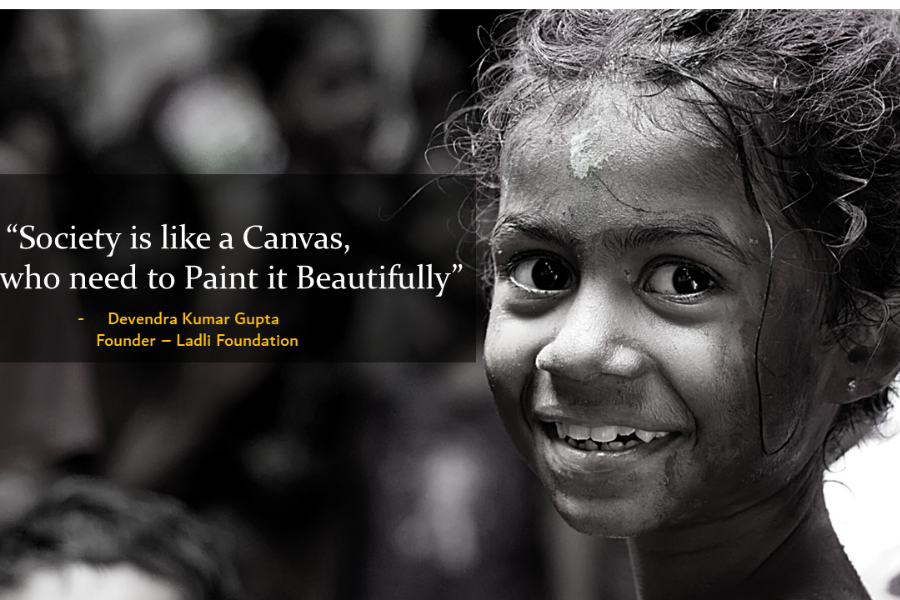 “Society is like a Canvas,
who need to Paint it Beautifully”
- Devendra Kumar Gupta
Founder – Ladli Foundation